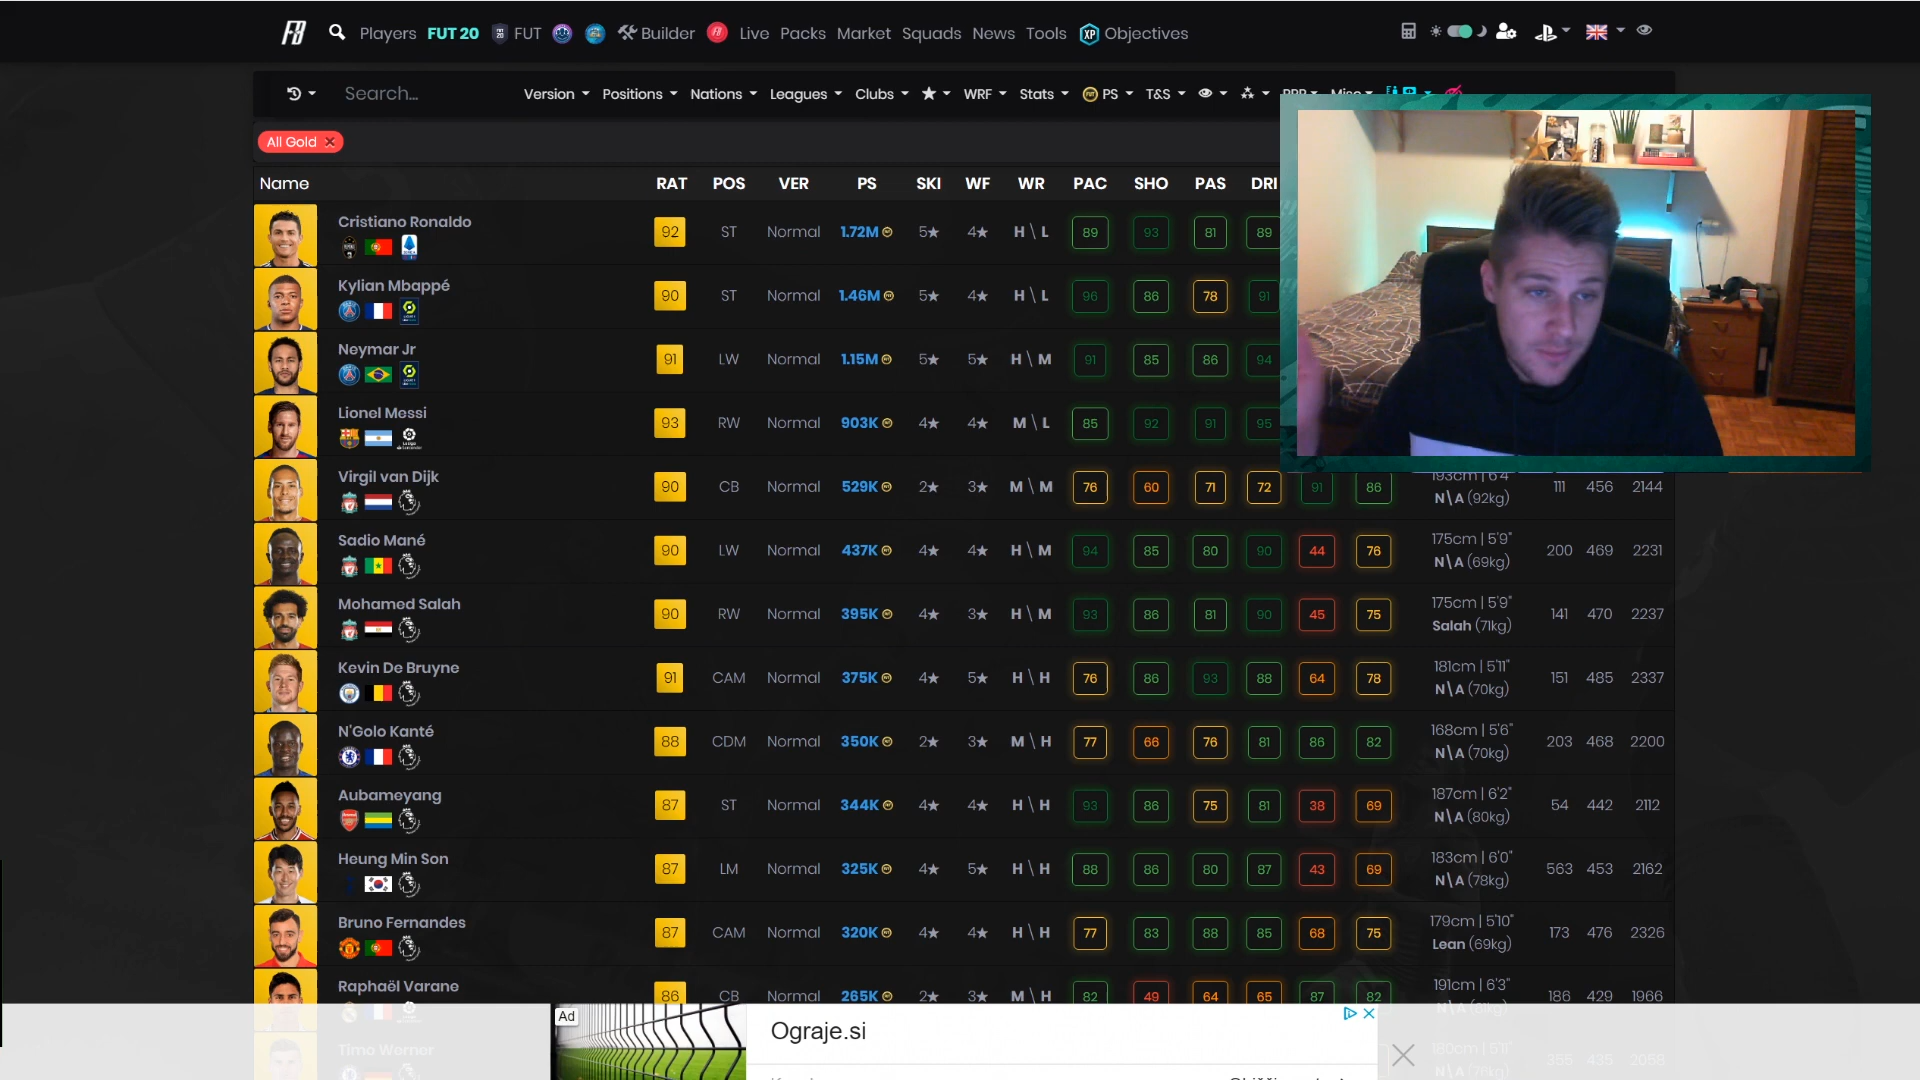 Players FUT 20 FUT Builder Live Packs Market Squads News Tools XP Objectives
Search... Version Positions Nations Leagues Clubs WRF Stats PS T&S
All Gold
Name RAT POS VER PS SKI WF WR PAC SHO PAS DRI
Cristiano Ronaldo
92 ST Normal 1.72M 5★ 4★ H \ L 89 93 81 89
Kylian Mbappé
90 ST Normal 1.46M 5★ 4★ H \ L 96 86 78 91
Neymar Jr
91 LW Normal 1.15M 5★ 5★ H \ M 91 85 86 94
Lionel Messi
93 RW Normal 903K 4★ 4★ M \ L 85 92 91 95
Virgil van Dijk
90 CB Normal 529K 2★ 3★ M \ M 76 60 71 72 91 86 193cm | 6'4" 111 456 2144
N\A (92kg)
Sadio Mané
90 LW Normal 437K 4★ 4★ H \ M 94 85 80 90 44 76 175cm | 5'9" 200 469 2231
N\A (69kg)
Mohamed Salah
90 RW Normal 395K 4★ 3★ H \ M 93 86 81 90 45 75 175cm | 5'9" 141 470 2237
Salah (71kg)
Kevin De Bruyne
91 CAM Normal 375K 4★ 5★ H \ H 76 86 93 88 64 78 181cm | 5'11" 151 485 2337
N\A (70kg)
N'Golo Kanté
88 CDM Normal 350K 2★ 3★ M \ H 77 66 76 81 86 82 168cm | 5'6" 203 468 2200
N\A (70kg)
Aubameyang
87 ST Normal 344K 4★ 4★ H \ H 93 86 75 81 38 69 187cm | 6'2" 54 442 2112
N\A (80kg)
Heung Min Son
87 LM Normal 325K 4★ 5★ H \ H 88 86 80 87 43 69 183cm | 6'0" 563 453 2162
N\A (78kg)
Bruno Fernandes
87 CAM Normal 320K 4★ 4★ H \ H 77 83 88 85 68 75 179cm | 5'10" 173 476 2326
Lean (69kg)
Raphaël Varane
86 CB Normal 265K 2★ 3★ M \ H 82 49 64 65 87 82 191cm | 6'3" 186 429 1966
Ad
Ograje.si
Timo Werner